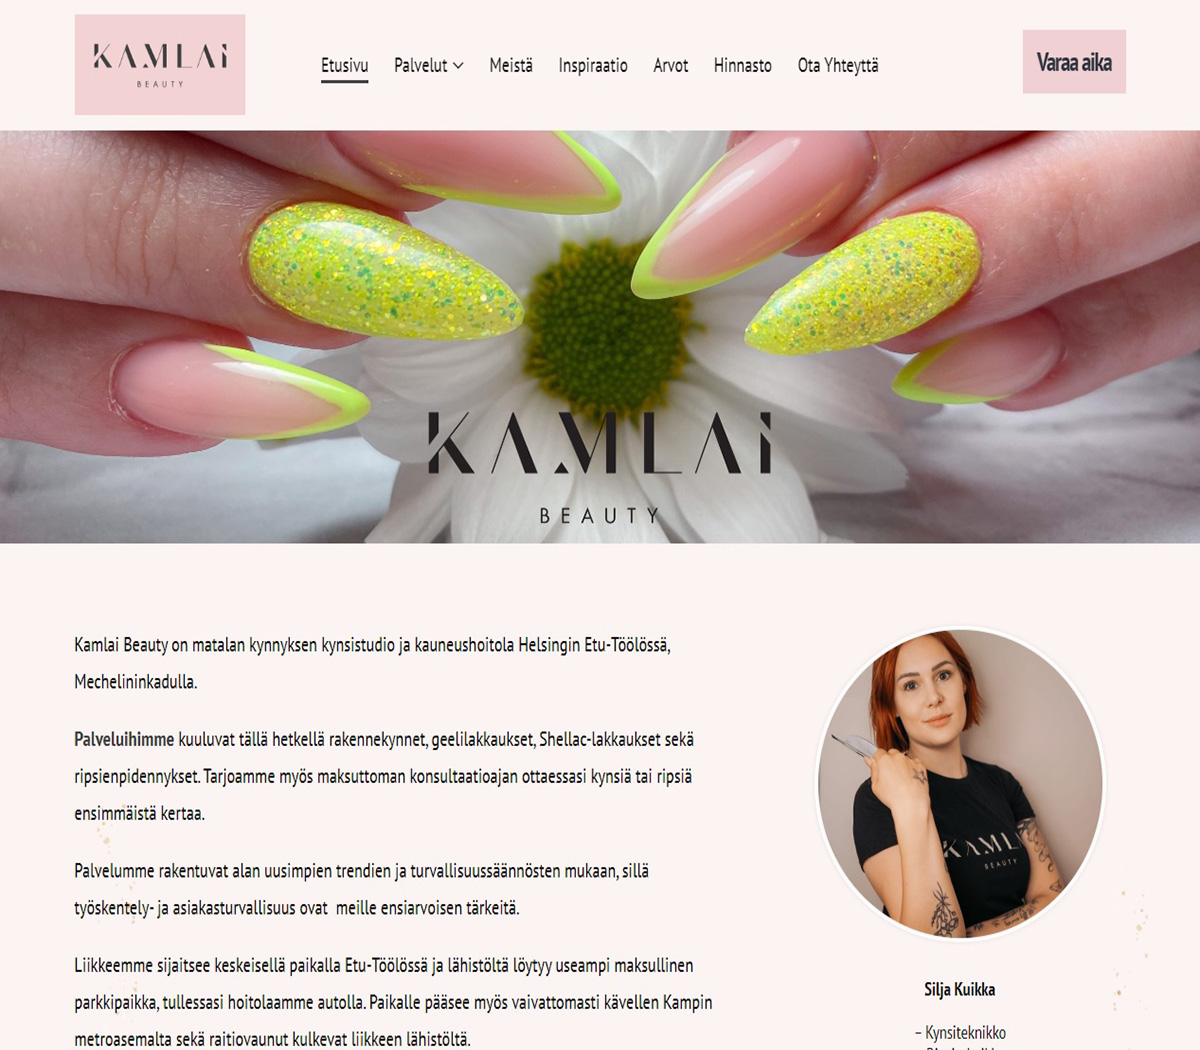 KAMLAI
BEAUTY
Etusivu Palvelut Meistä Inspiraatio Arvot Hinnasto Ota Yhteyttä
Varaa aika
KAMLAI
BEAUTY
Kamlai Beauty on matalan kynnyksen kynsistudio ja kauneushoitola Helsingin Etu-Töölössä,
Mechelininkadulla.
Palveluihimme kuuluvat tällä hetkellä rakennekynnet, geelilakkaukset, Shellac-lakkaukset sekä
ripsienpidennykset. Tarjoamme myös maksuttoman konsultaatioajan ottaessasi kynsiä tai ripsiä
ensimmäistä kertaa.
Palvelumme rakentuvat alan uusimpien trendien ja turvallisuussäännösten mukaan, sillä
työskentely- ja asiakasturvallisuus ovat meille ensiarvoisen tärkeitä.
Liikkeemme sijaitsee keskeisellä paikalla Etu-Töölössä ja lähistöltä löytyy useampi maksullinen
parkkipaikka, tullessasi hoitolaamme autolla. Paikalle pääsee myös vaivattomasti kävellen Kampin
metroasemalta sekä raitiovaunut kulkevat liikkeen lähistöltä.
KAML
BEAUTY
Silja Kuikka
– Kynsiteknikko